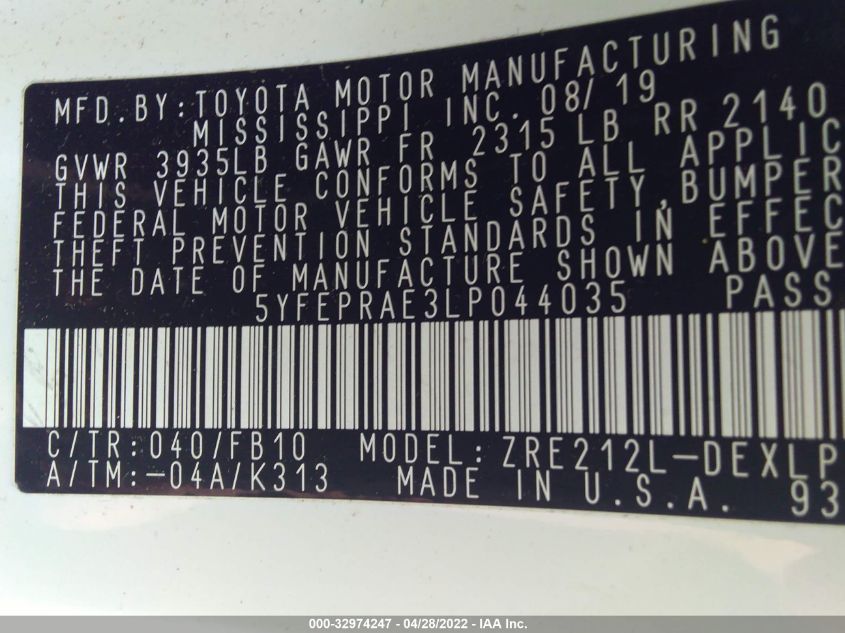 MFD.BY:TOYOTA MOTOR MANUFACTURING
MISSISSIPPI INC. 08/19
GVWR 3935LB GAWR FR 2315 LB RR 2140
THIS VEHICLE CONFORMS TO ALL APPLIC
FEDERAL MOTOR VEHICLE SAFETY,BUMPER
THEFT PREVENTION STANDARDS IN EFFEC
THE DATE OF MANUFACTURE SHOWN ABOVE
5YFEPRAE3LP044035 PASS
C/TR:040/FB10 MODEL:ZRE212L-DEXLP
A/TM:-04A/K313 MADE IN U.S.A. 93
000-32974247 - 04/28/2022 - IAA Inc.